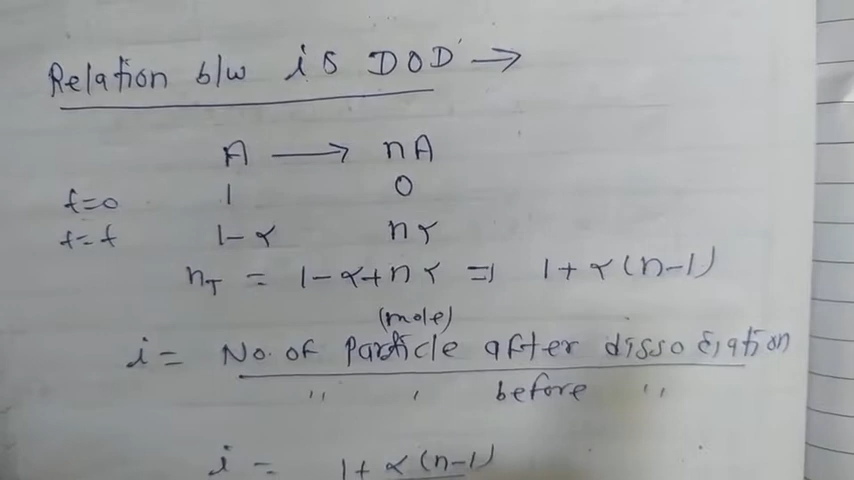 Relation b/w i & DOD →
A ⟶ nA
t=0 1 0
t=t 1-α nα
nT = 1-α+nα ⇒ 1+α(n-1)
(mole)
i = No. of Particle after dissociation
" " before "
i = 1+α(n-1)